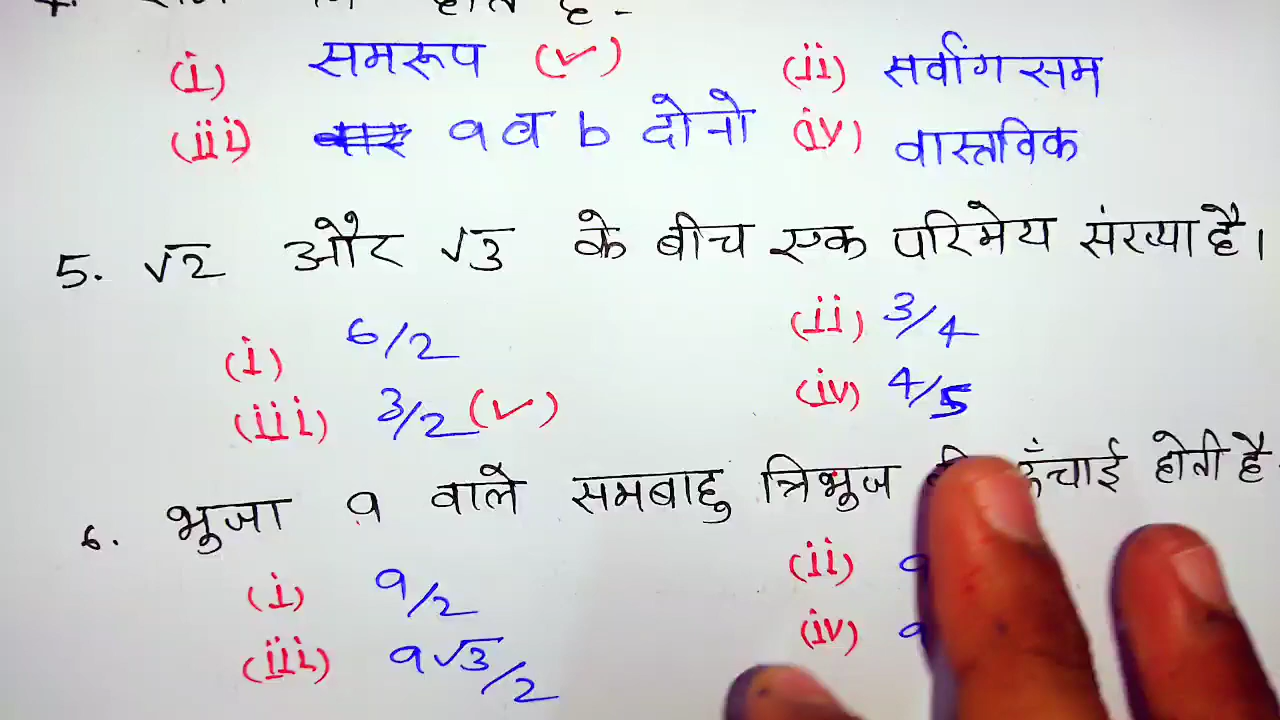 (i) समरूप (✓) (ii) सर्वांगसम
(iii) a व b दोनो (iv) वास्तविक
5. √2 और √3 के बीच एक परिमेय संख्या है।
(i) 6/2 (ii) 3/4
(iii) 3/2 (✓) (iv) 4/5
6. भुजा a वाले समबाहु त्रिभुज ऊँचाई होती है
(i) a/2 (ii) a
(iii) a√3/2 (iv) a